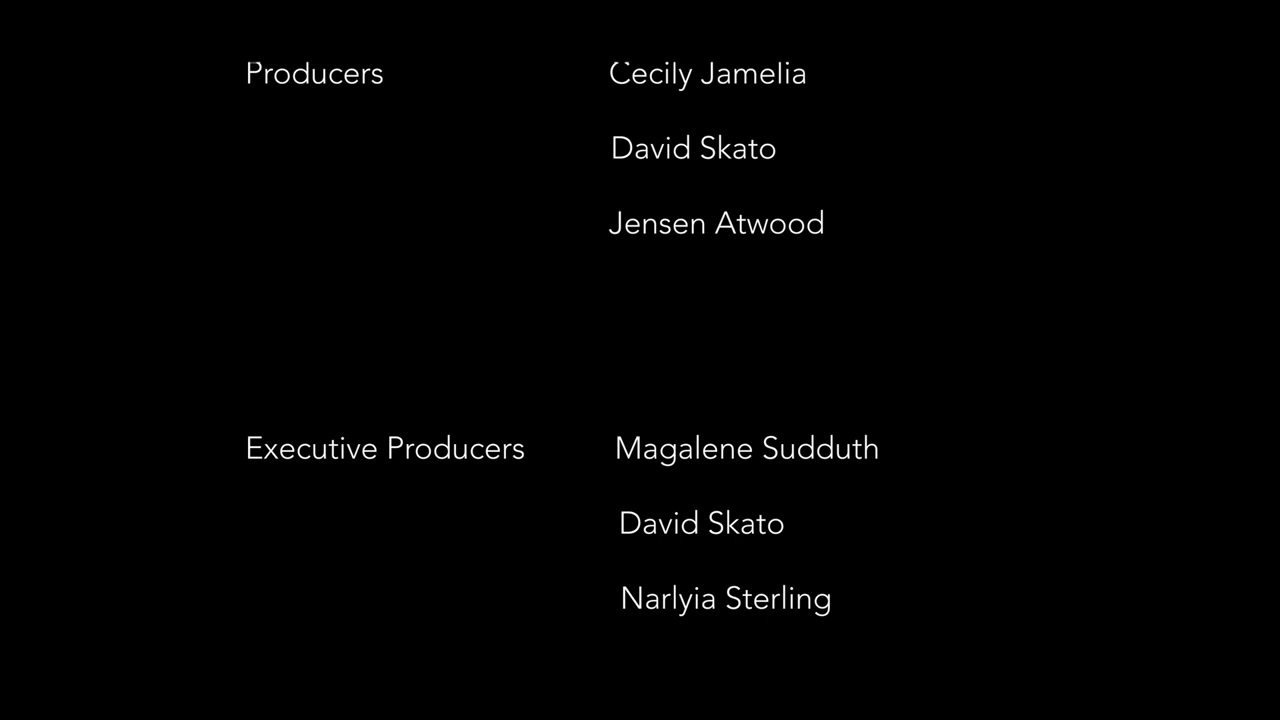 Producers Cecily Jamelia
David Skato
Jensen Atwood
Executive Producers Magalene Sudduth
David Skato
Narlyia Sterling